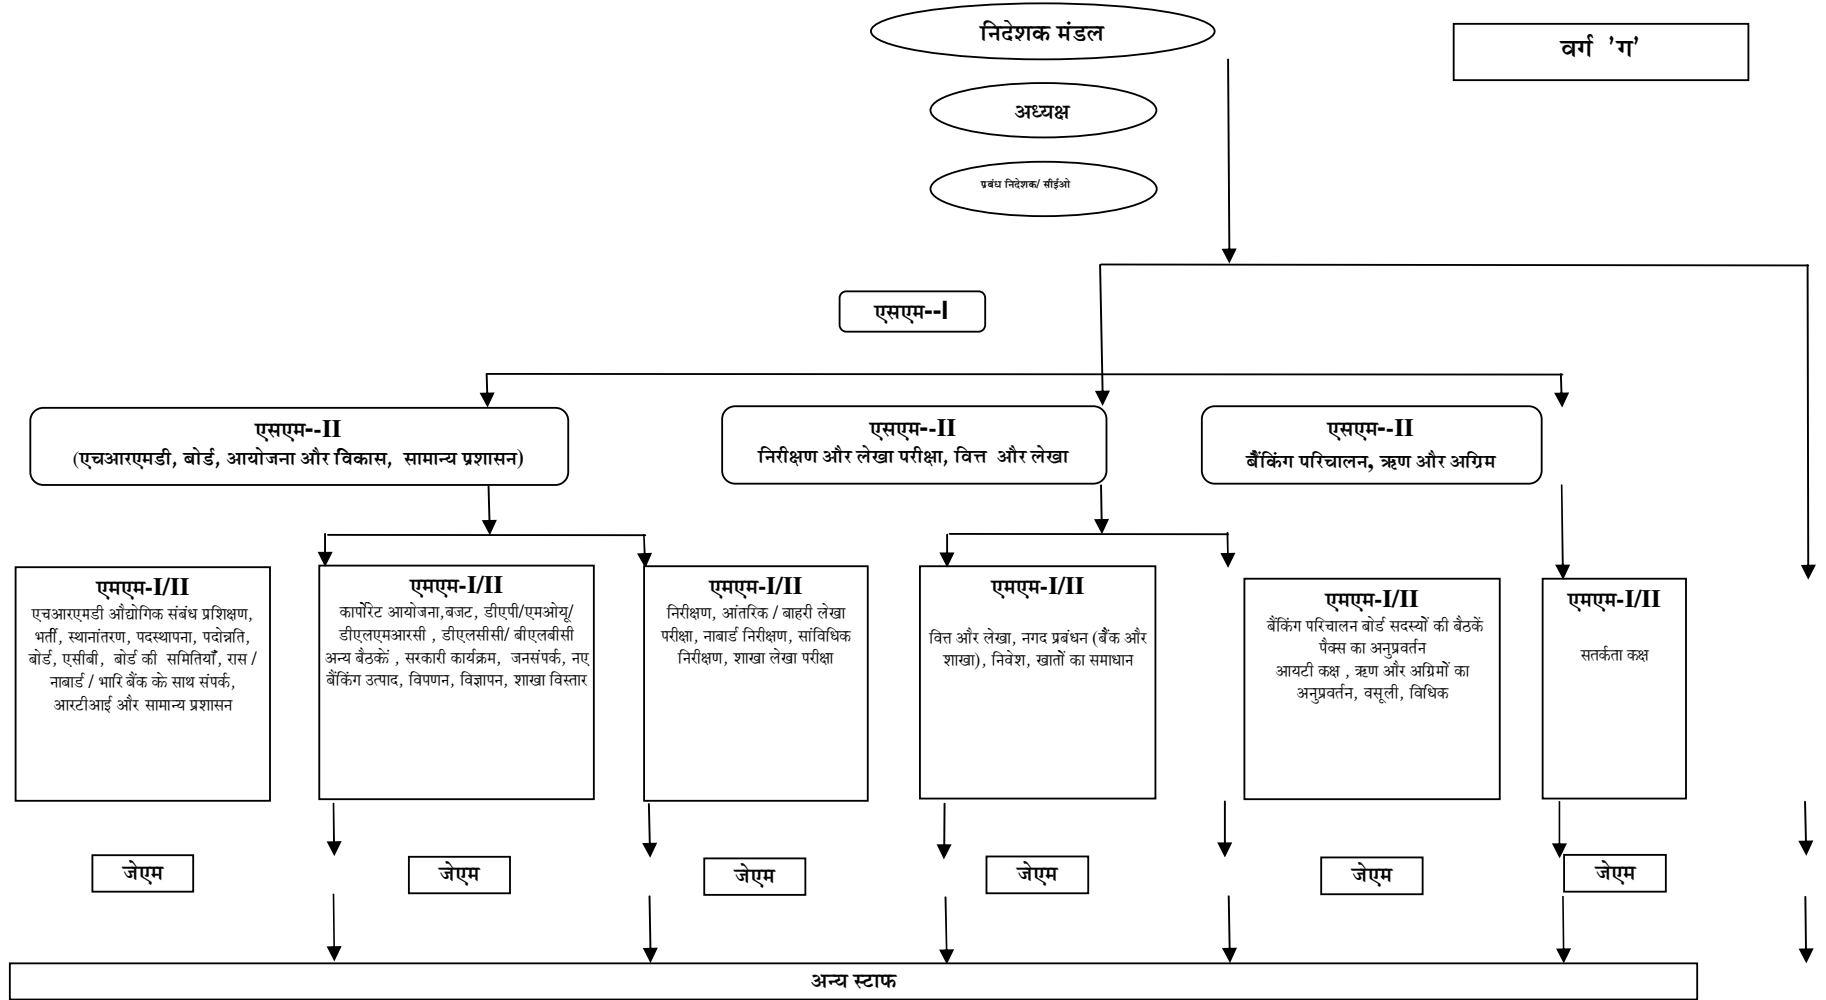 निदेशक मंडल
वर्ग 'ग'
अध्यक्ष
प्रबंध निदेशक/ सीईओ
एसएम--I
एसएम--II
(एचआरएमडी, बोर्ड, आयोजना और विकास, सामान्य प्रशासन)
एसएम--II
निरीक्षण और लेखा परीक्षा, वित्त और लेखा
एसएम--II
बैंकिंग परिचालन, ऋण और अग्रिम
एमएम-I/II
एचआरएमडी औद्योगिक संबंध प्रशिक्षण,
भर्ती, स्थानांतरण, पदस्थापना, पदोन्नति,
बोर्ड, एसीबी, बोर्ड की समितियाँ, रास /
नाबार्ड / भारि बैंक के साथ संपर्क,
आरटीआई और सामान्य प्रशासन
एमएम-I/II
कार्पोरेट आयोजना,बजट, डीएपी/एमओयू/
डीएलएमआरसी , डीएलसीसी/ बीएलबीसी
अन्य बैठकें , सरकारी कार्यक्रम, जनसंपर्क, नए
बैंकिंग उत्पाद, विपणन, विज्ञापन, शाखा विस्तार
एमएम-I/II
निरीक्षण, आंतरिक / बाहरी लेखा
परीक्षा, नाबार्ड निरीक्षण, सांविधिक
निरीक्षण, शाखा लेखा परीक्षा
एमएम-I/II
वित्त और लेखा, नगद प्रबंधन (बैंक और
शाखा), निवेश, खातों का समाधान
एमएम-I/II
बैंकिंग परिचालन बोर्ड सदस्यों की बैठकें
पैक्स का अनुप्रवर्तन
आयटी कक्ष , ऋण और अग्रिमों का
अनुप्रवर्तन, वसूली, विधिक
एमएम-I/II
सतर्कता कक्ष
जेएम
जेएम
जेएम
जेएम
जेएम
जेएम
अन्य स्टाफ